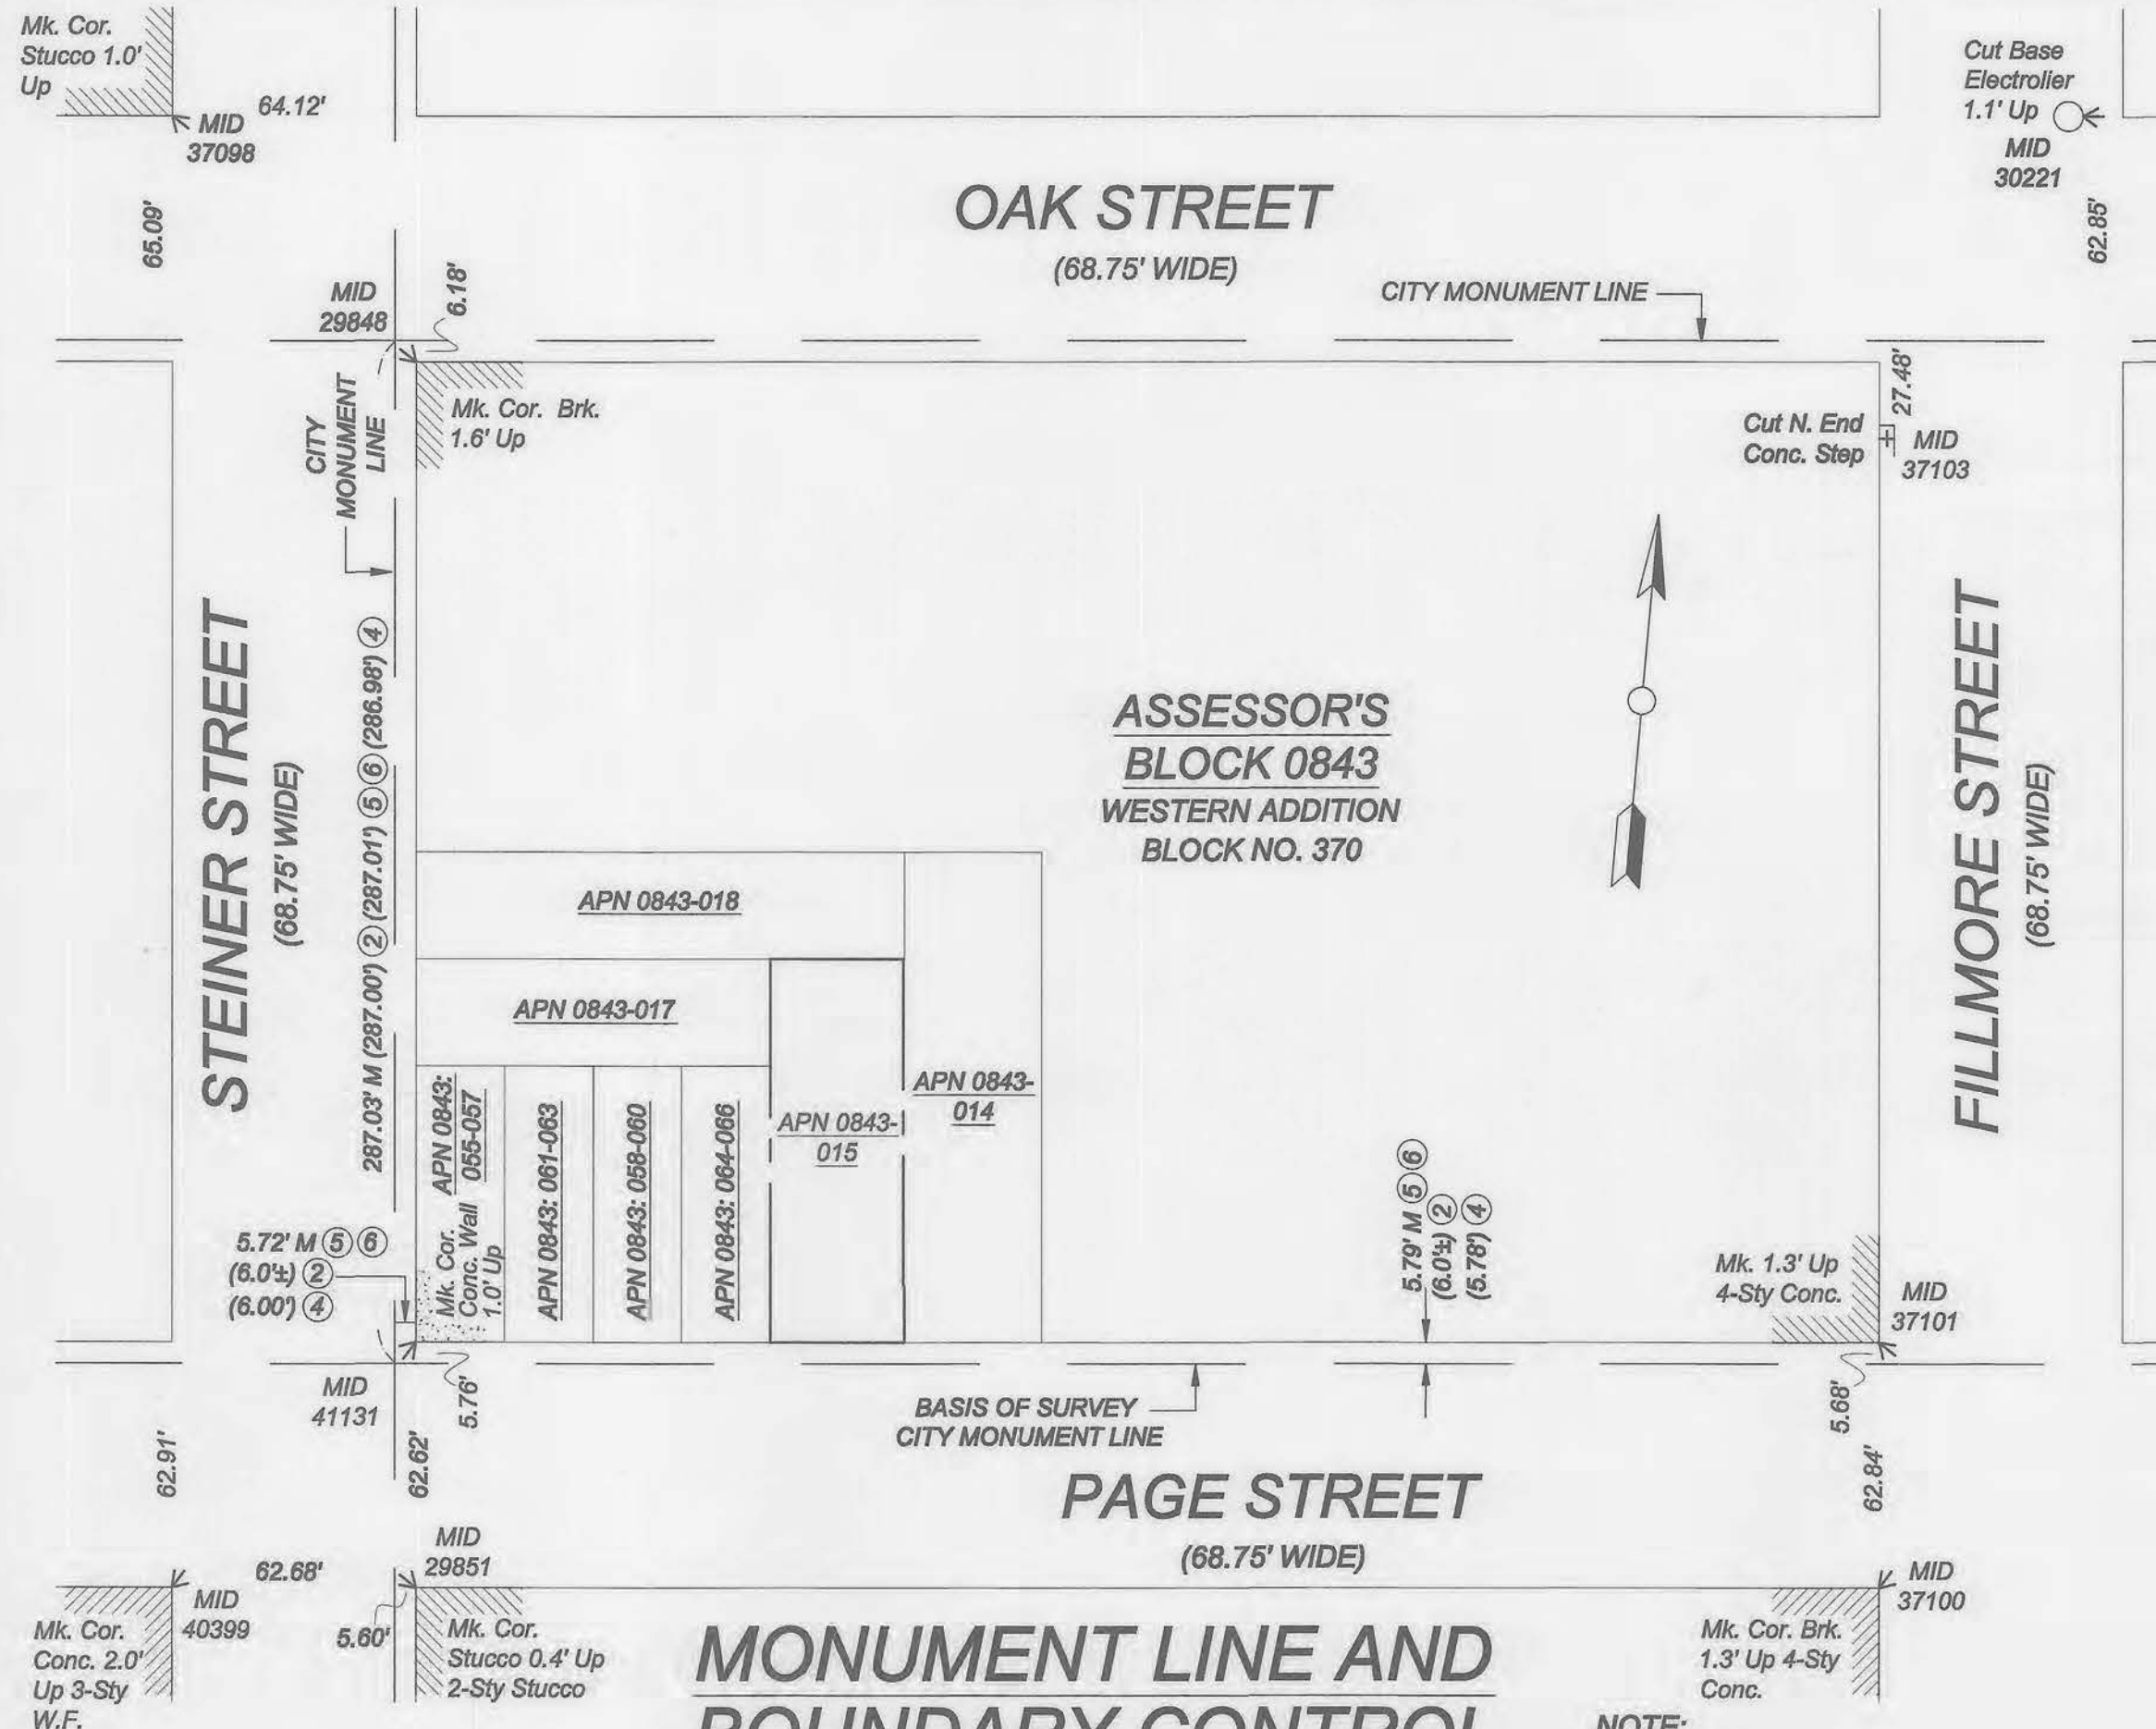 Mk. Cor.
Stucco 1.0'
Up
64.12'
MID
37098
65.09'
Cut Base
Electrolier
1.1' Up
MID
30221
62.85'
OAK STREET
(68.75' WIDE)
CITY MONUMENT LINE
MID
29848
6.18'
CITY
MONUMENT
LINE
Mk. Cor. Brk.
1.6' Up
27.48'
Cut N. End
Conc. Step
MID
37103
STEINER STREET
(68.75' WIDE)
287.03' M (287.00') 2 (287.01') 5 6 (286.98') 4
ASSESSOR'S
BLOCK 0843
WESTERN ADDITION
BLOCK NO. 370
FILLMORE STREET
(68.75' WIDE)
APN 0843-018
APN 0843-017
APN 0843:
055-057
Mk. Cor.
Conc. Wall
1.0' Up
APN 0843: 061-063
APN 0843: 058-060
APN 0843: 064-066
APN 0843-
015
APN 0843-
014
5.72' M 5 6
(6.0'±) 2
(6.00') 4
5.79' M 5 6
(6.0'±) 2
(5.78') 4
Mk. 1.3' Up
4-Sty Conc.
MID
37101
MID
41131
5.76'
BASIS OF SURVEY
CITY MONUMENT LINE
5.68'
62.91'
62.62'
62.84'
PAGE STREET
(68.75' WIDE)
62.68'
MID
40399
MID
29851
5.60'
MID
37100
Mk. Cor.
Conc. 2.0'
Up 3-Sty
W.F.
Mk. Cor.
Stucco 0.4' Up
2-Sty Stucco
Mk. Cor. Brk.
1.3' Up 4-Sty
Conc.
MONUMENT LINE AND
BOUNDARY CONTROL
NOTE: